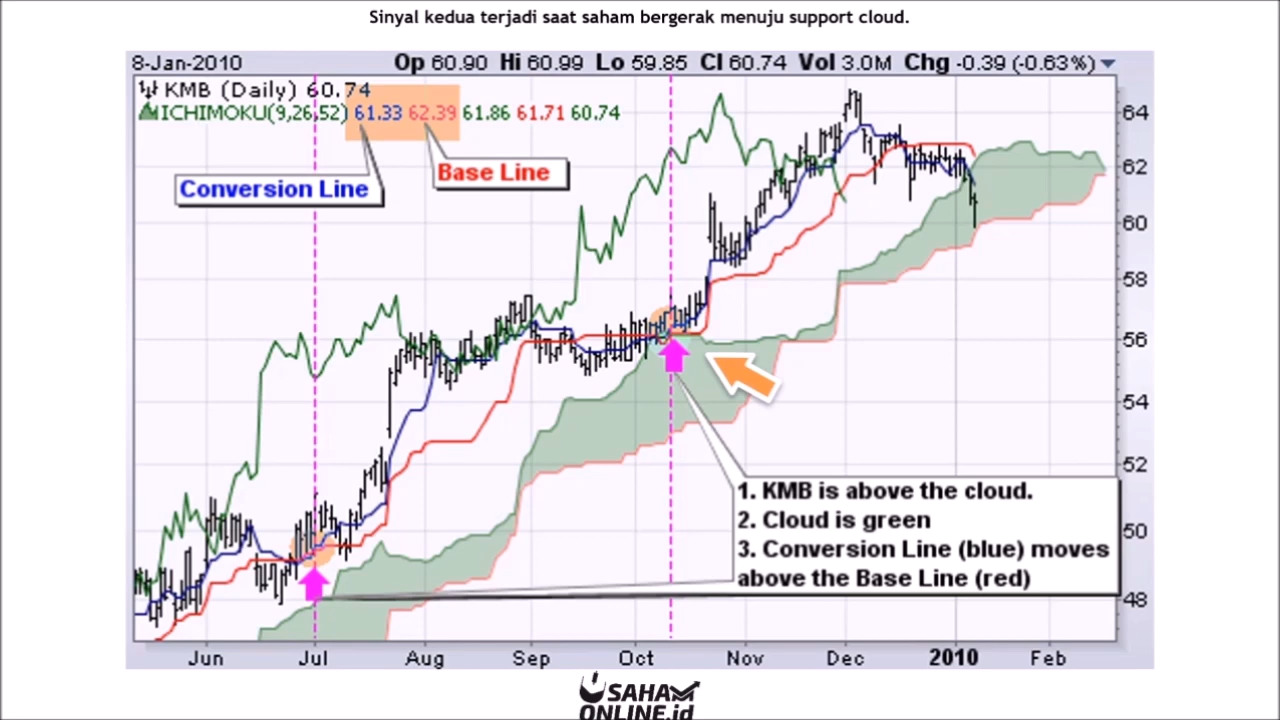 Sinyal kedua terjadi saat saham bergerak menuju support cloud.
8-Jan-2010 Op 60.90 Hi 60.99 Lo 59.85 Cl 60.74 Vol 3.0M Chg -0.39 (-0.63%)
KMB (Daily) 60.74
ICHIMOKU(9,26,52) 61.33 62.39 61.86 61.71 60.74
Base Line
Conversion Line
64
62
60
58
56
54
52
50
48
1. KMB is above the cloud.
2. Cloud is green
3. Conversion Line (blue) moves
above the Base Line (red)
Jun Jul Aug Sep Oct Nov Dec 2010 Feb
SAHAM
ONLINE.id